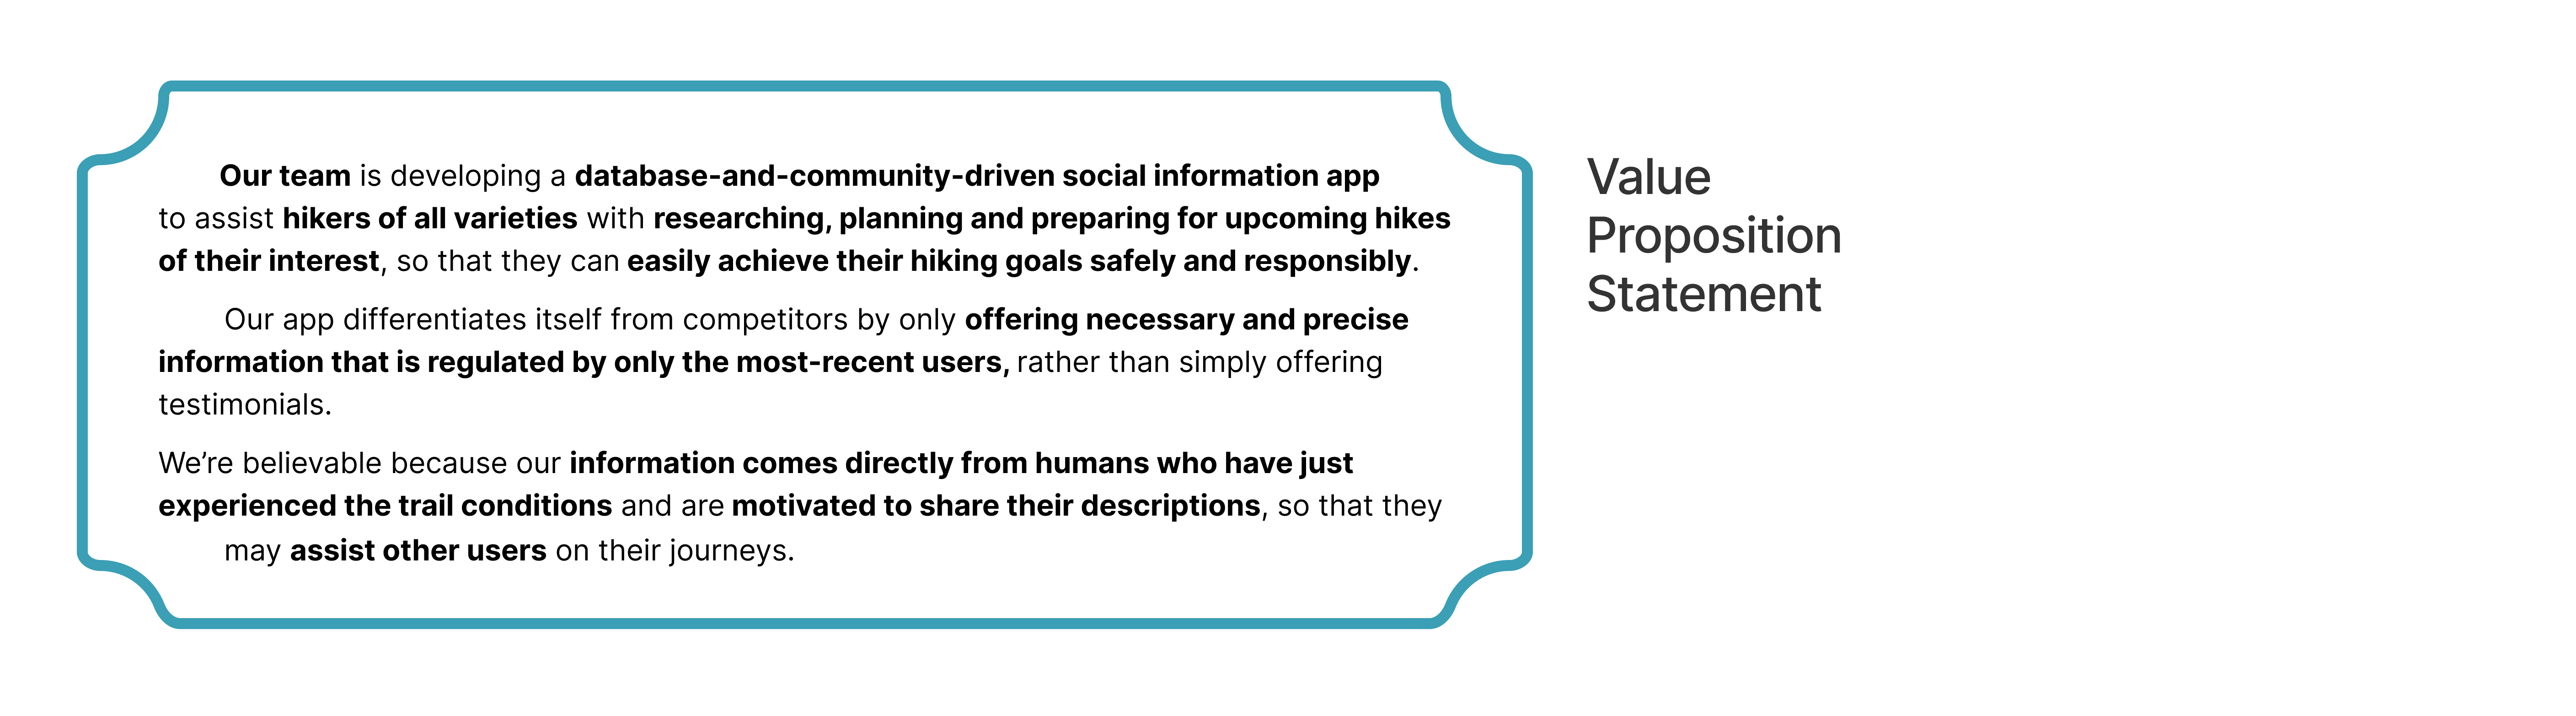 Our team is developing a database-and-community-driven social information app
to assist hikers of all varieties with researching, planning and preparing for upcoming hikes
of their interest, so that they can easily achieve their hiking goals safely and responsibly.
Our app differentiates itself from competitors by only offering necessary and precise
information that is regulated by only the most-recent users, rather than simply offering
testimonials.
We’re believable because our information comes directly from humans who have just
experienced the trail conditions and are motivated to share their descriptions, so that they
may assist other users on their journeys.
Value
Proposition
Statement